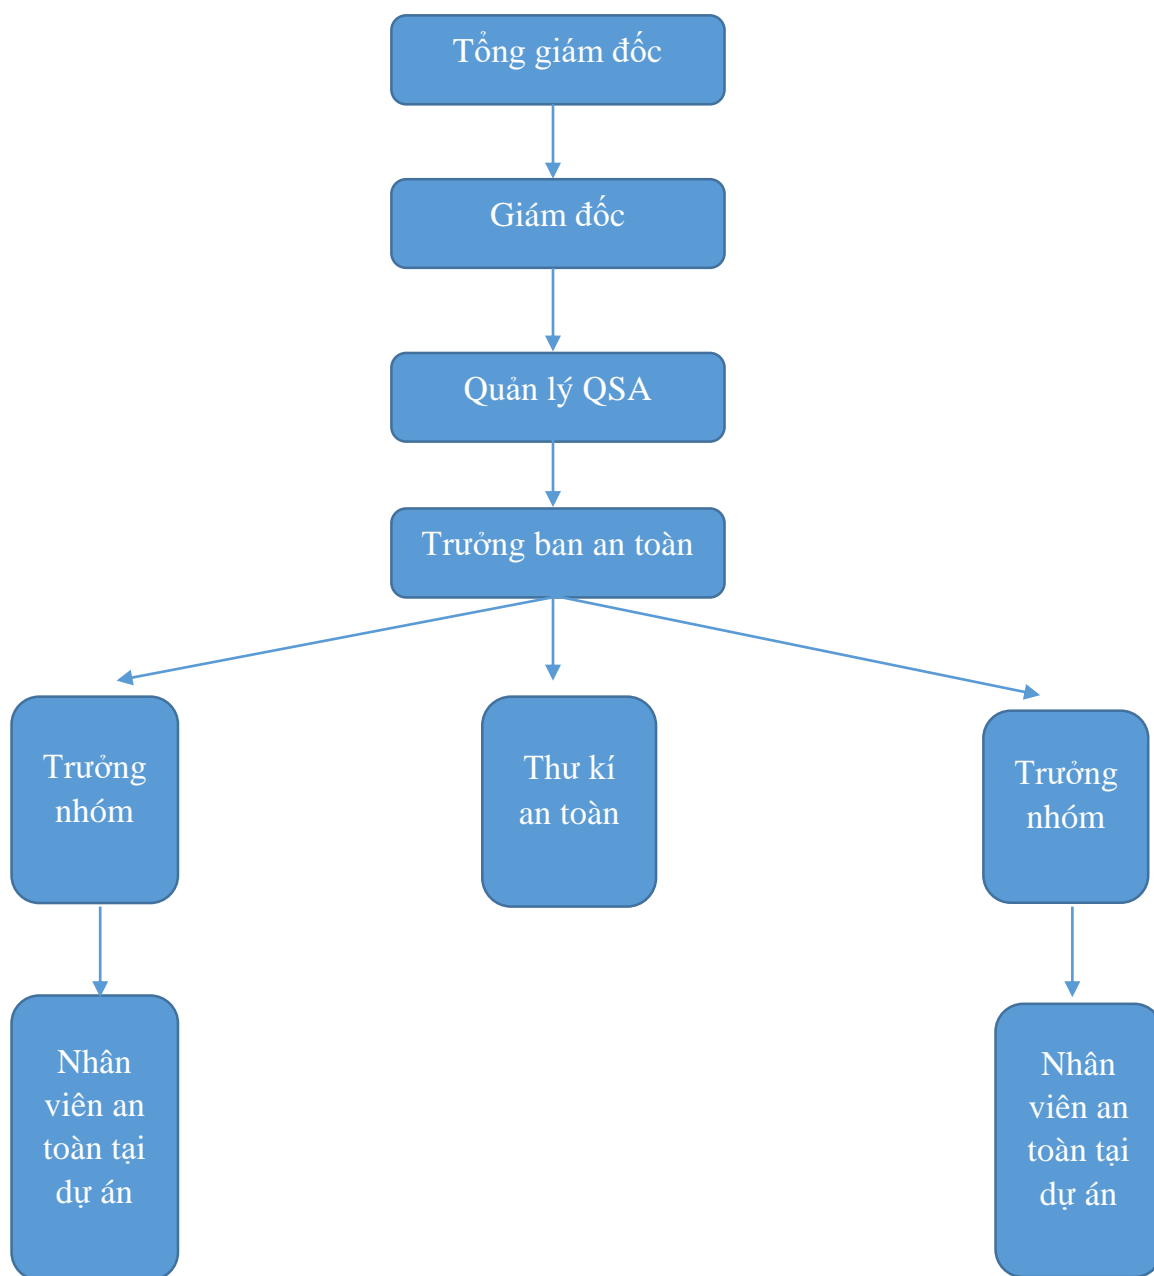 Tổng giám đốc
Giám đốc
Quản lý QSA
Trưởng ban an toàn
Trưởng
nhóm
Thư kí
an toàn
Trưởng
nhóm
Nhân
viên an
toàn tại
dự án
Nhân
viên an
toàn tại
dự án